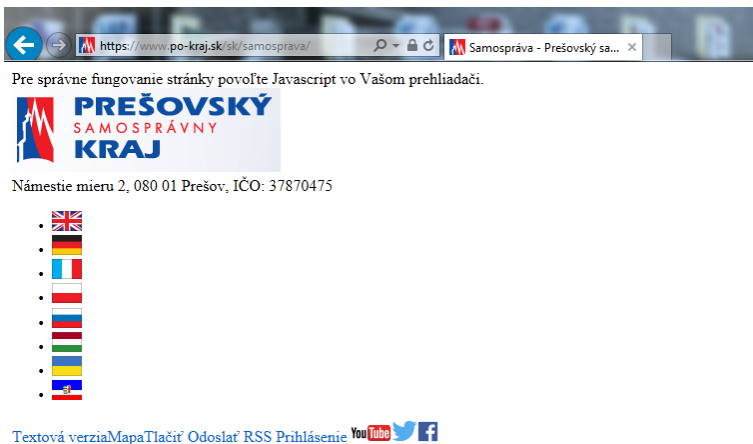 https://www.po-kraj.sk/sk/samosprava/
Samospráva - Prešovský sa...
Pre správne fungovanie stránky povoľte Javascript vo Vašom prehliadači.
PREŠOVSKÝ
SAMOSPRÁVNY
KRAJ
Námestie mieru 2, 080 01 Prešov, IČO: 37870475
Textová verziaMapaTlačiť Odoslať RSS Prihlásenie YouTube f